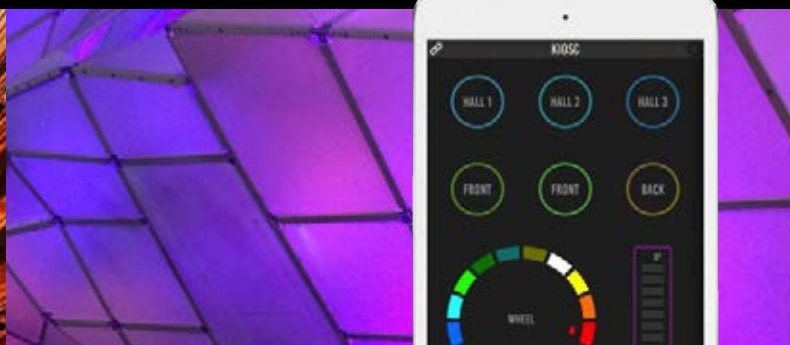 KIOSC
HALL 1 HALL 2 HALL 3
FRONT FRONT BACK
WHEEL